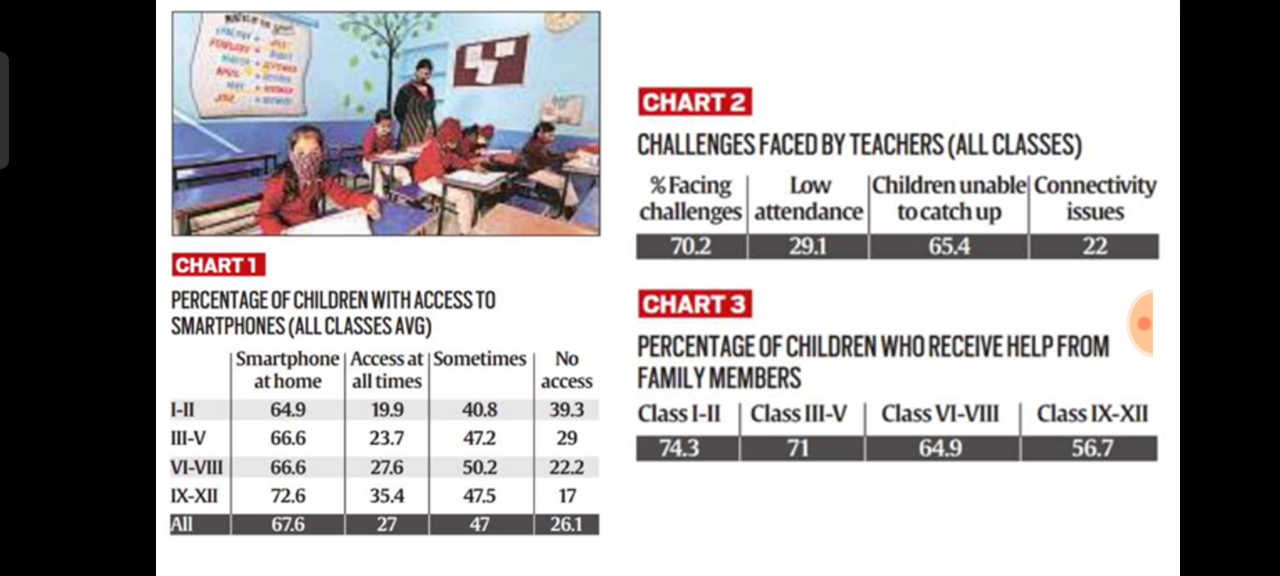 CHART 1
PERCENTAGE OF CHILDREN WITH ACCESS TO
SMARTPHONES (ALL CLASSES AVG)
Smartphone at home | Access at all times | Sometimes | No access
I-II 64.9 19.9 40.8 39.3
III-V 66.6 23.7 47.2 29
VI-VIII 66.6 27.6 50.2 22.2
IX-XII 72.6 35.4 47.5 17
All 67.6 27 47 26.1
CHART 2
CHALLENGES FACED BY TEACHERS (ALL CLASSES)
% Facing challenges | Low attendance | Children unable to catch up | Connectivity issues
70.2 29.1 65.4 22
CHART 3
PERCENTAGE OF CHILDREN WHO RECEIVE HELP FROM
FAMILY MEMBERS
Class I-II | Class III-V | Class VI-VIII | Class IX-XII
74.3 71 64.9 56.7